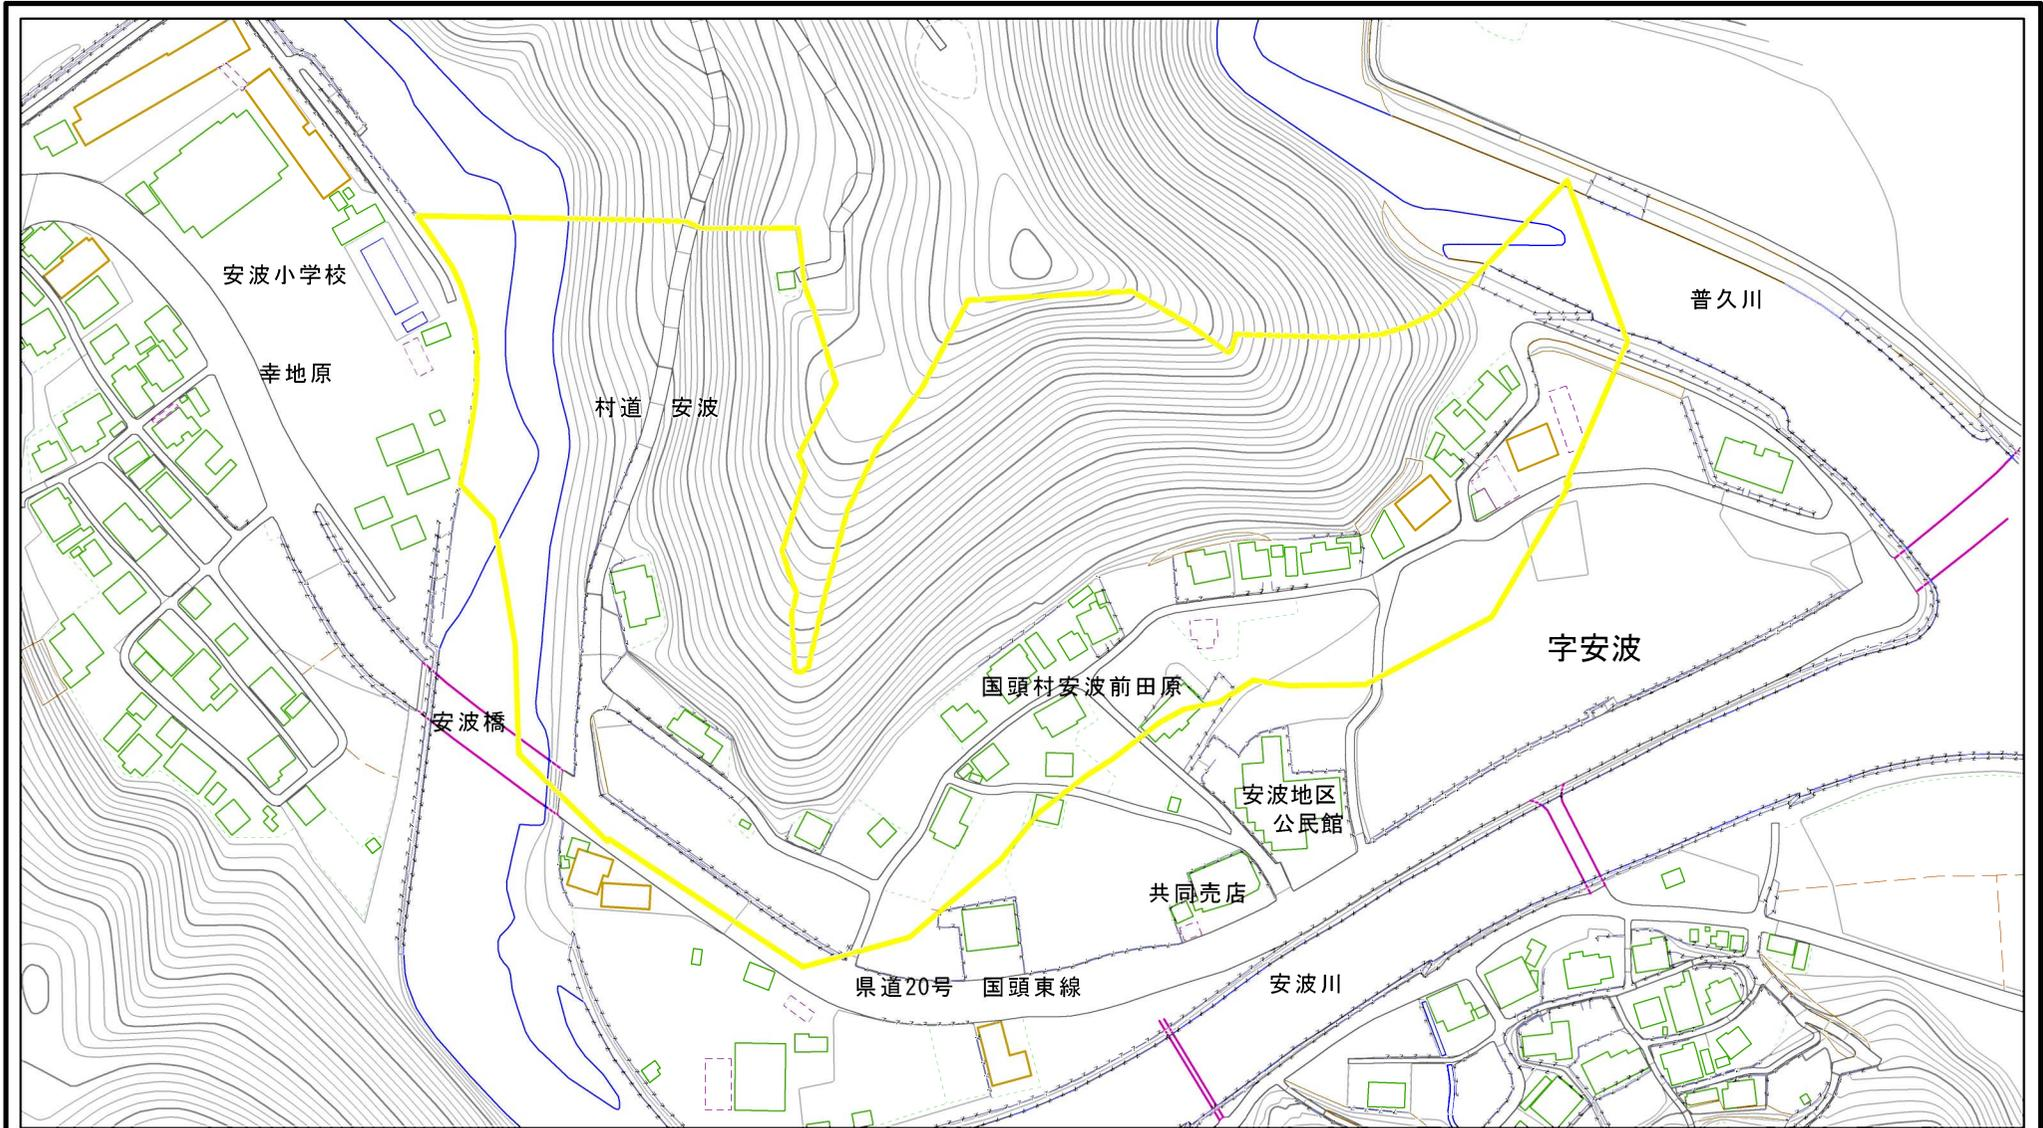 安波小学校
普久川
幸地原
村道 安波
字安波
国頭村安波前田原
安波橋
安波地区
公民館
共同売店
県道20号 国頭東線
安波川